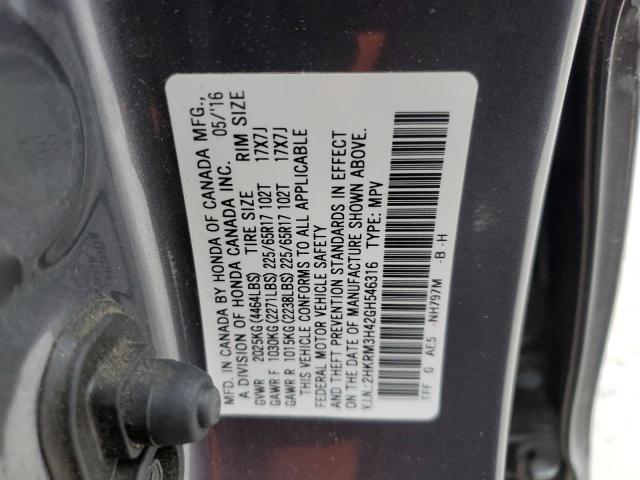 MFD. IN CANADA BY HONDA OF CANADA MFG.,
A DIVISION OF HONDA CANADA INC. 05/'16
TIRE SIZE RIM SIZE
GVWR 2025KG(4464LBS)
GAWR F 1030KG(2271LBS) 225/65R17 102T 17X7J
GAWR R 1015KG(2238LBS) 225/65R17 102T 17X7J
THIS VEHICLE CONFORMS TO ALL APPLICABLE
FEDERAL MOTOR VEHICLE SAFETY
AND THEFT PREVENTION STANDARDS IN EFFECT
ON THE DATE OF MANUFACTURE SHOWN ABOVE.
V.I.N.: 2HKRM3H42GH546316 TYPE: MPV
TFF G AE5 -NH797M -B -H